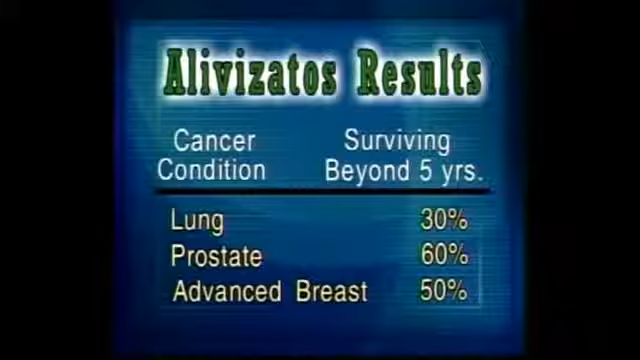 Alivizatos Results
Cancer Condition Surviving Beyond 5 yrs.
Lung 30%
Prostate 60%
Advanced Breast 50%